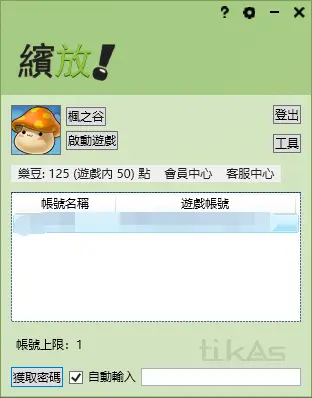 ?
繽放!
楓之谷
登出
啟動遊戲
工具
樂豆: 125 (遊戲內 50) 點 會員中心 客服中心
帳號名稱 遊戲帳號
帳號上限: 1
tikAs
獲取密碼 自動輸入